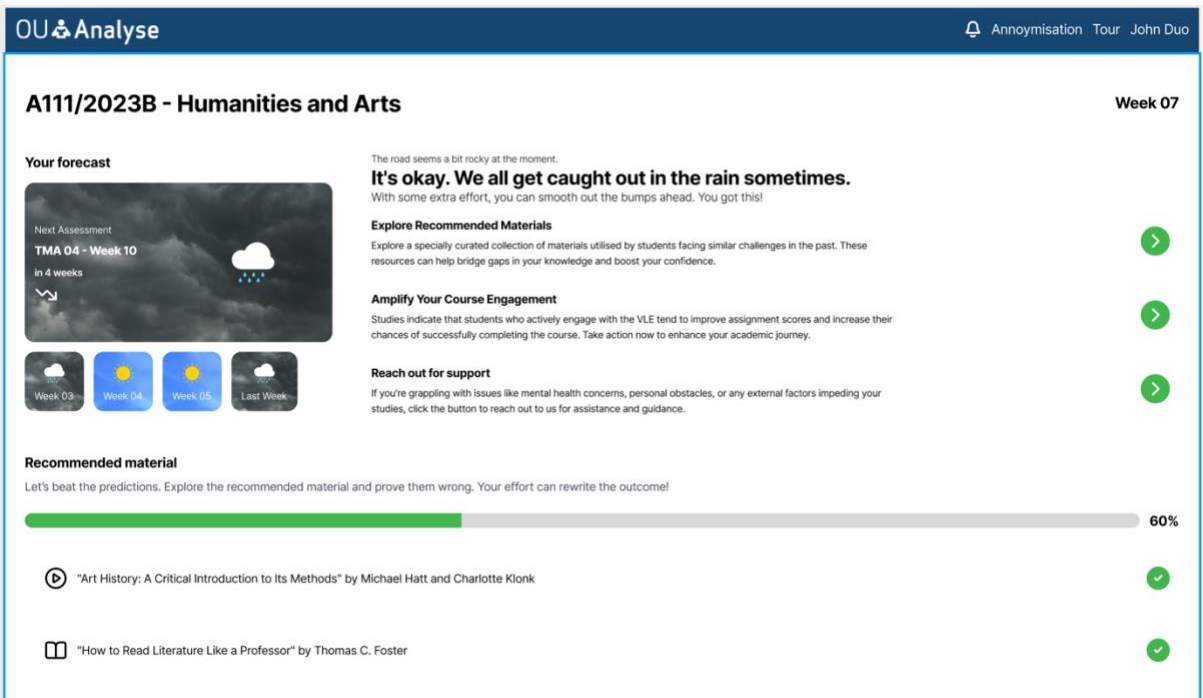 OU Analyse
Annoymisation Tour John Duo
A111/2023B - Humanities and Arts
Week 07
Your forecast
Next Assessment
TMA 04 - Week 10
in 4 weeks
Week 03
Week 04
Week 05
Last Week
The road seems a bit rocky at the moment.
It's okay. We all get caught out in the rain sometimes.
With some extra effort, you can smooth out the bumps ahead. You got this!
Explore Recommended Materials
Explore a specially curated collection of materials utilised by students facing similar challenges in the past. These
resources can help bridge gaps in your knowledge and boost your confidence.
Amplify Your Course Engagement
Studies indicate that students who actively engage with the VLE tend to improve assignment scores and increase their
chances of successfully completing the course. Take action now to enhance your academic journey.
Reach out for support
If you're grappling with issues like mental health concerns, personal obstacles, or any external factors impeding your
studies, click the button to reach out to us for assistance and guidance.
Recommended material
Let's beat the predictions. Explore the recommended material and prove them wrong. Your effort can rewrite the outcome!
60%
"Art History: A Critical Introduction to Its Methods" by Michael Hatt and Charlotte Klonk
"How to Read Literature Like a Professor" by Thomas C. Foster